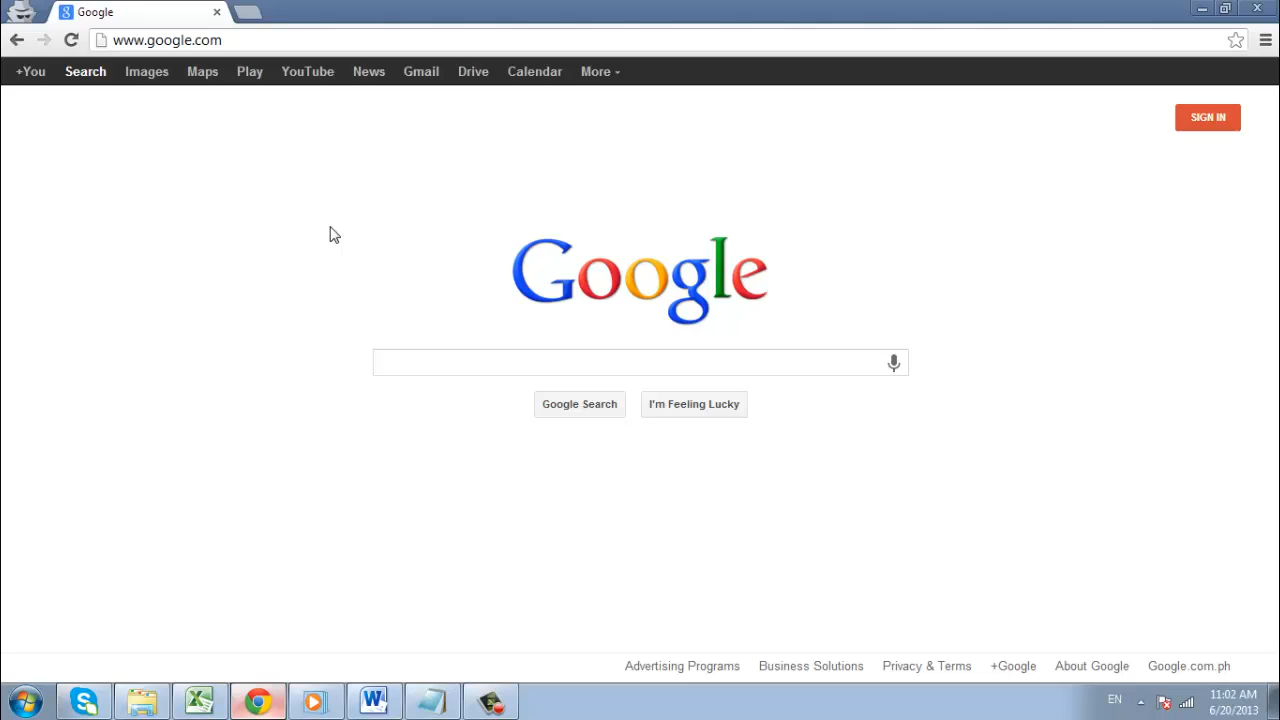 Google
www.google.com
+You Search Images Maps Play YouTube News Gmail Drive Calendar More
SIGN IN
Google
Google Search I'm Feeling Lucky
Advertising Programs Business Solutions Privacy & Terms +Google About Google Google.com.ph
EN 11:02 AM
6/20/2013